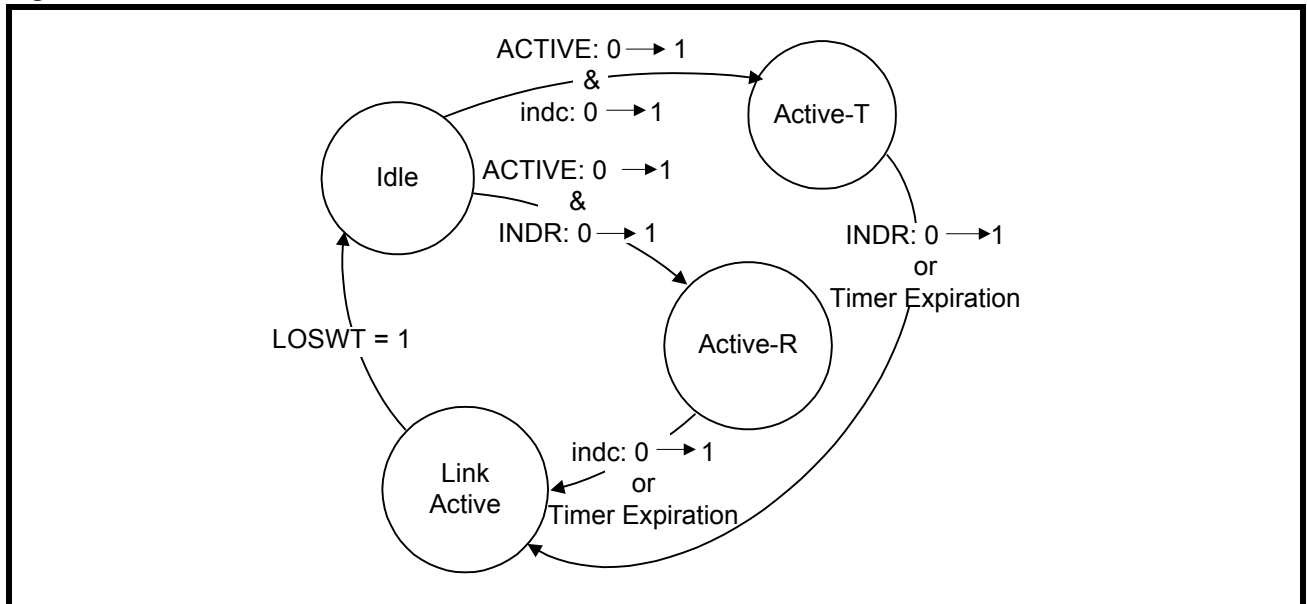 ACTIVE: 0 → 1
&
indc: 0 → 1
Active-T
Idle
ACTIVE: 0 → 1
&
INDR: 0 → 1
INDR: 0 → 1
or
Timer Expiration
Active-R
LOSWT = 1
indc: 0 → 1
or
Timer Expiration
Link
Active